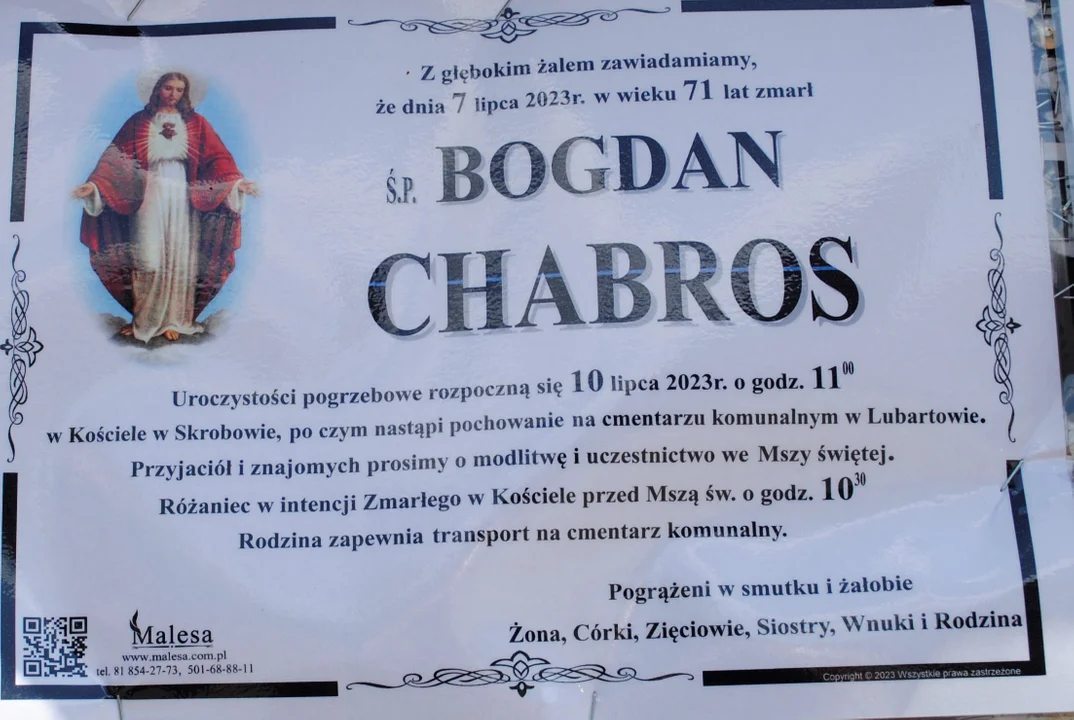 Z głębokim żalem zawiadamiamy,
że dnia 7 lipca 2023r. w wieku 71 lat zmarł
Ś.P. BOGDAN
CHABROS
Uroczystości pogrzebowe rozpoczną się 10 lipca 2023r. o godz. 11⁰⁰
w Kościele w Skrobowie, po czym nastąpi pochowanie na cmentarzu komunalnym w Lubartowie.
Przyjaciół i znajomych prosimy o modlitwę i uczestnictwo we Mszy świętej.
Różaniec w intencji Zmarłego w Kościele przed Mszą św. o godz. 10³⁰
Rodzina zapewnia transport na cmentarz komunalny.
Pogrążeni w smutku i żałobie
Żona, Córki, Zięciowie, Siostry, Wnuki i Rodzina
Malesa
www.malesa.com.pl
tel. 81 854-27-73, 501-68-88-11
Copyright © 2023 Wszystkie prawa zastrzeżone